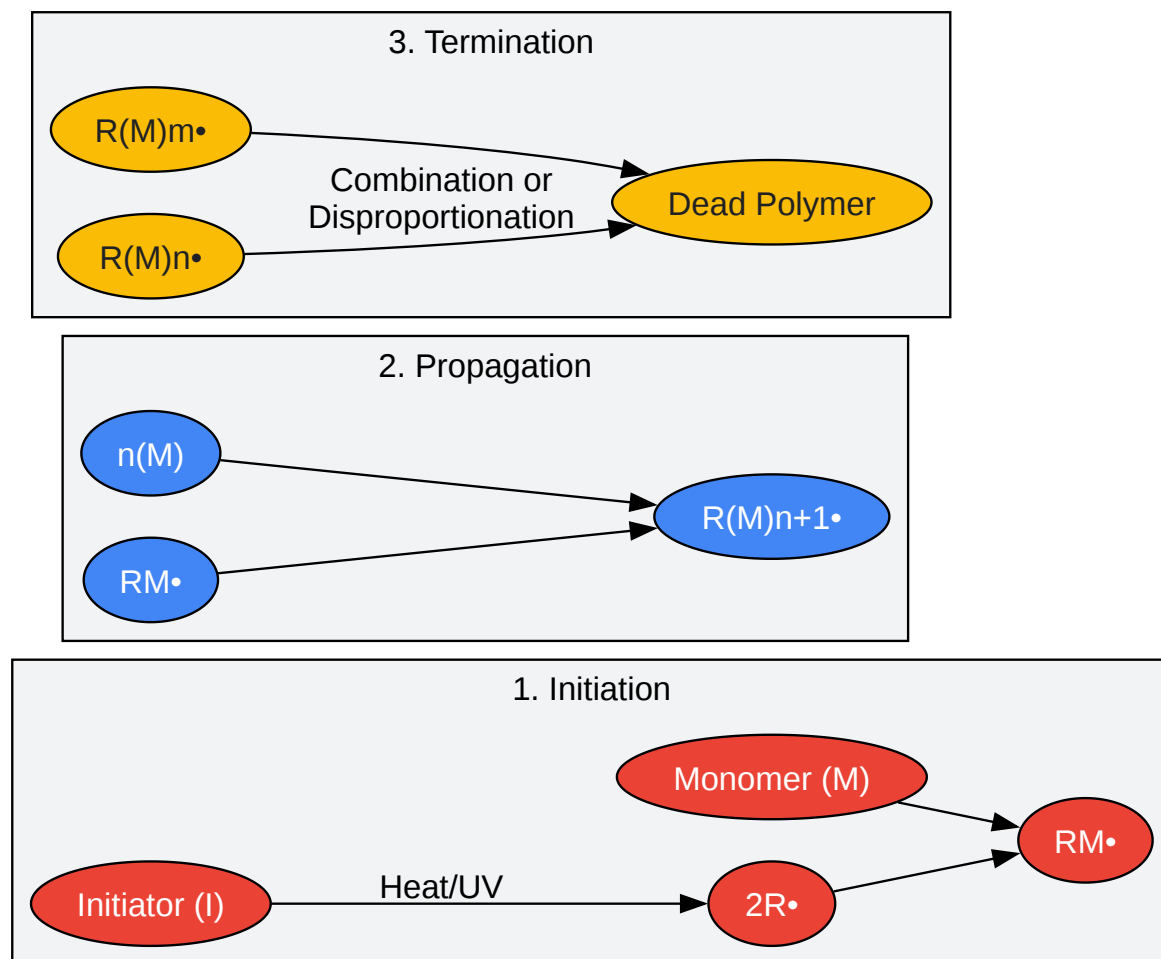 3. Termination
R(M)m•
Combination or
Disproportionation
Dead Polymer
R(M)n•
2. Propagation
n(M)
R(M)n+1•
RM•
1. Initiation
Monomer (M)
RM•
Initiator (I)
Heat/UV
2R•